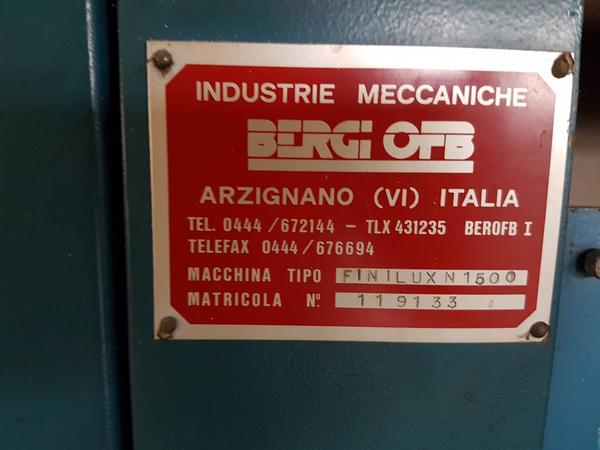 INDUSTRIE MECCANICHE
BERGI OFB
ARZIGNANO (VI) ITALIA
TEL. 0444/672144 - TLX 431235 BEROFB I
TELEFAX 0444/676694
MACCHINA TIPO FINILUX N1500
MATRICOLA Nº 119133